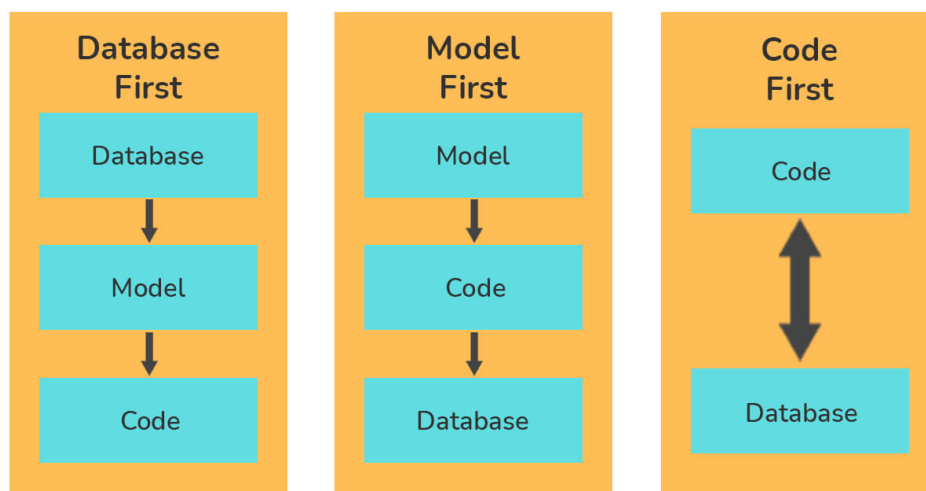 Database
First
Database
Model
Code
Model
First
Model
Code
Database
Code
First
Code
Database